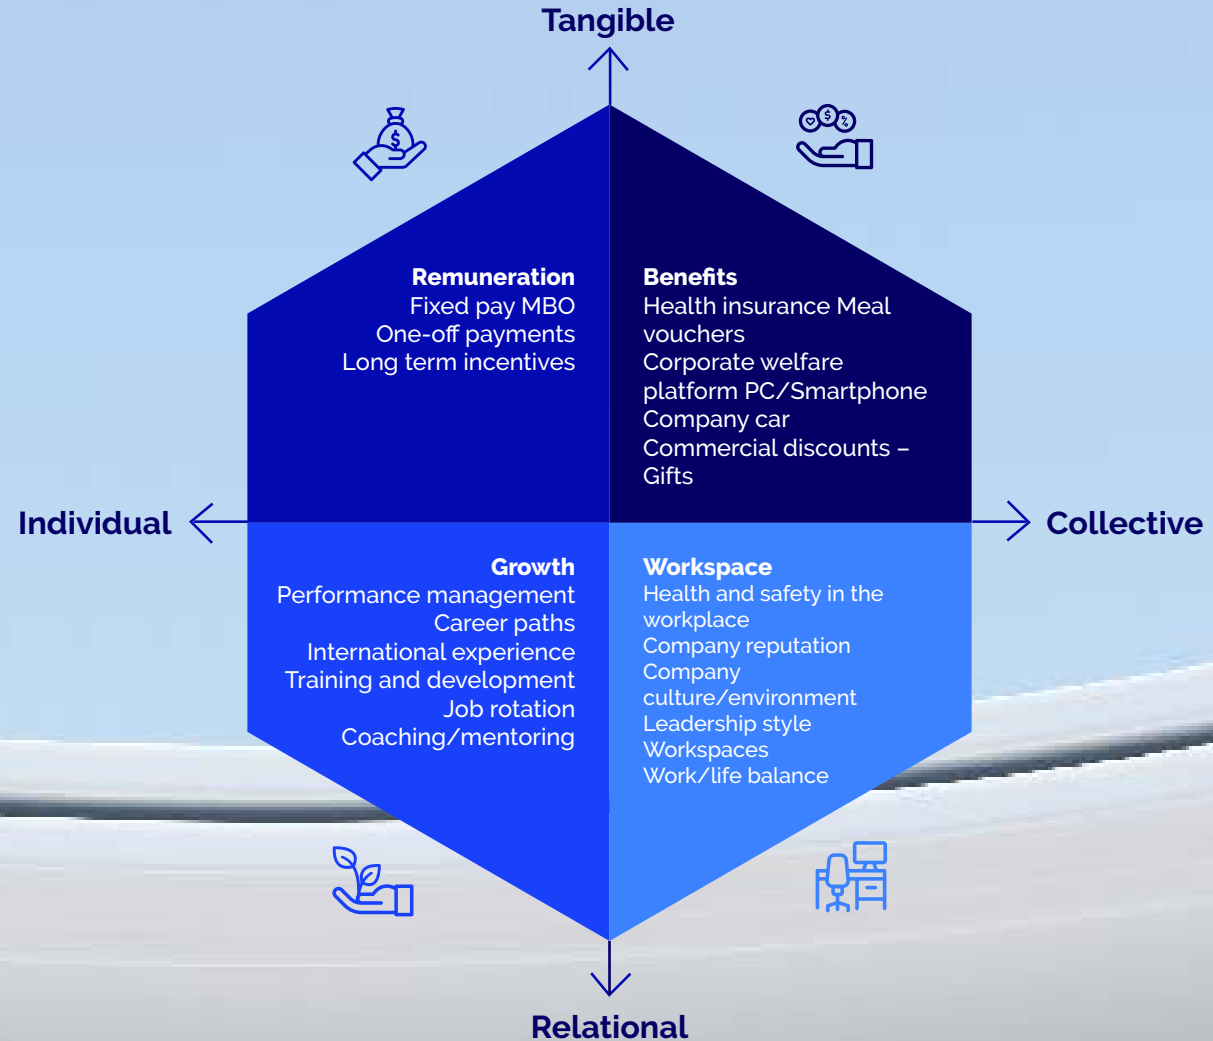 Tangible
Remuneration
Fixed pay MBO
One-off payments
Long term incentives
Benefits
Health insurance Meal
vouchers
Corporate welfare
platform PC/Smartphone
Company car
Commercial discounts –
Gifts
Individual
Collective
Growth
Performance management
Career paths
International experience
Training and development
Job rotation
Coaching/mentoring
Workspace
Health and safety in the
workplace
Company reputation
Company
culture/environment
Leadership style
Workspaces
Work/life balance
Relational